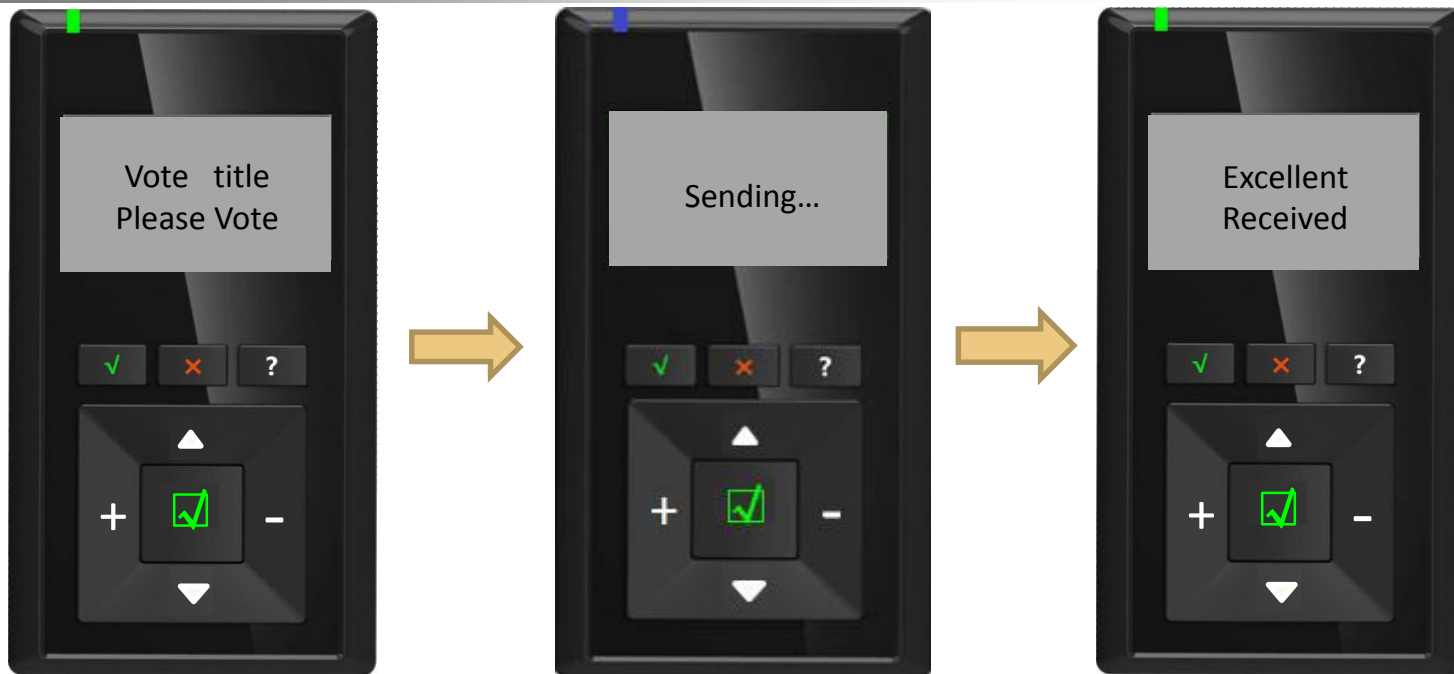 Vote title
Please Vote
√ × ?
+ -
Sending…
√ × ?
+ -
Excellent
Received
√ × ?
+ -